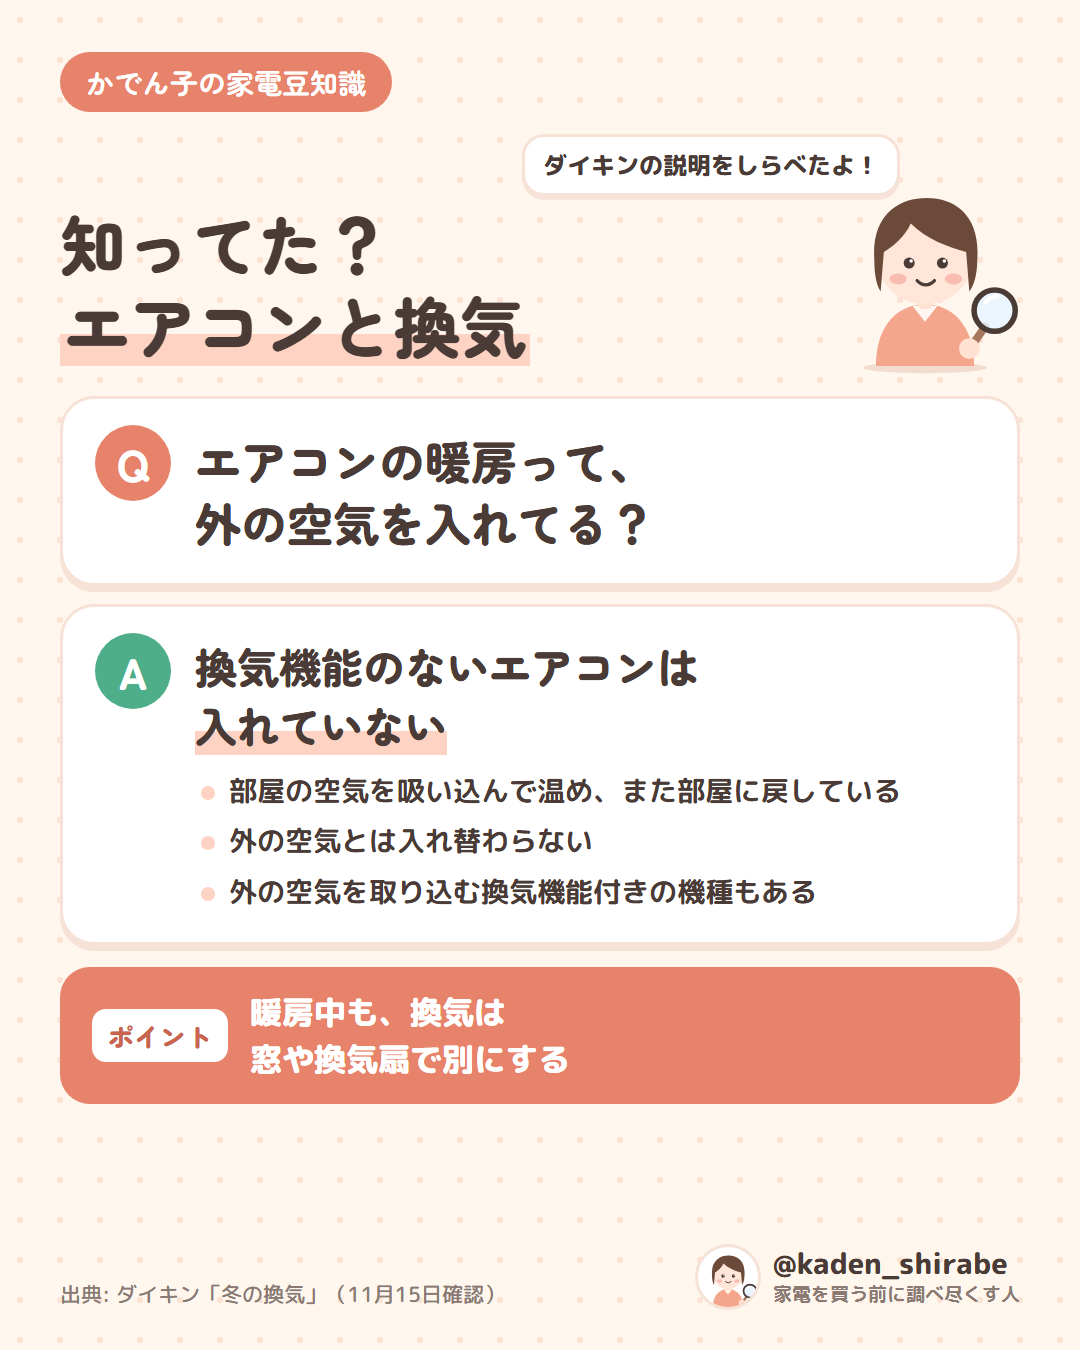 かでん子の家電豆知識
ダイキンの説明をしらべたよ！
知ってた？
エアコンと換気
Q
エアコンの暖房って、
外の空気を入れてる？
A
換気機能のないエアコンは
入れていない
部屋の空気を吸い込んで温め、また部屋に戻している
外の空気とは入れ替わらない
外の空気を取り込む換気機能付きの機種もある
ポイント
暖房中も、換気は
窓や換気扇で別にする
出典: ダイキン「冬の換気」（11月15日確認）
@kaden_shirabe
家電を買う前に調べ尽くす人